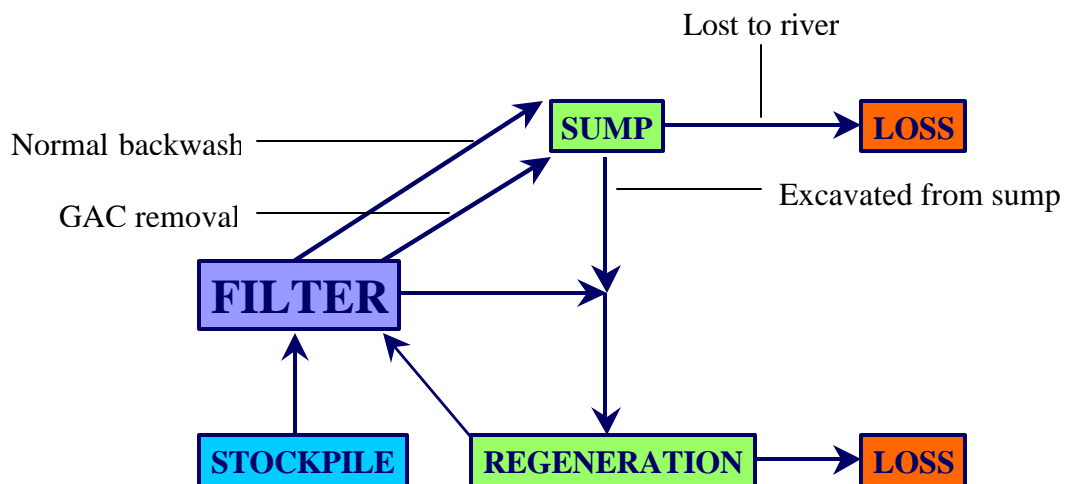 Lost to river
SUMP
LOSS
Normal backwash
Excavated from sump
GAC removal
FILTER
STOCKPILE
REGENERATION
LOSS